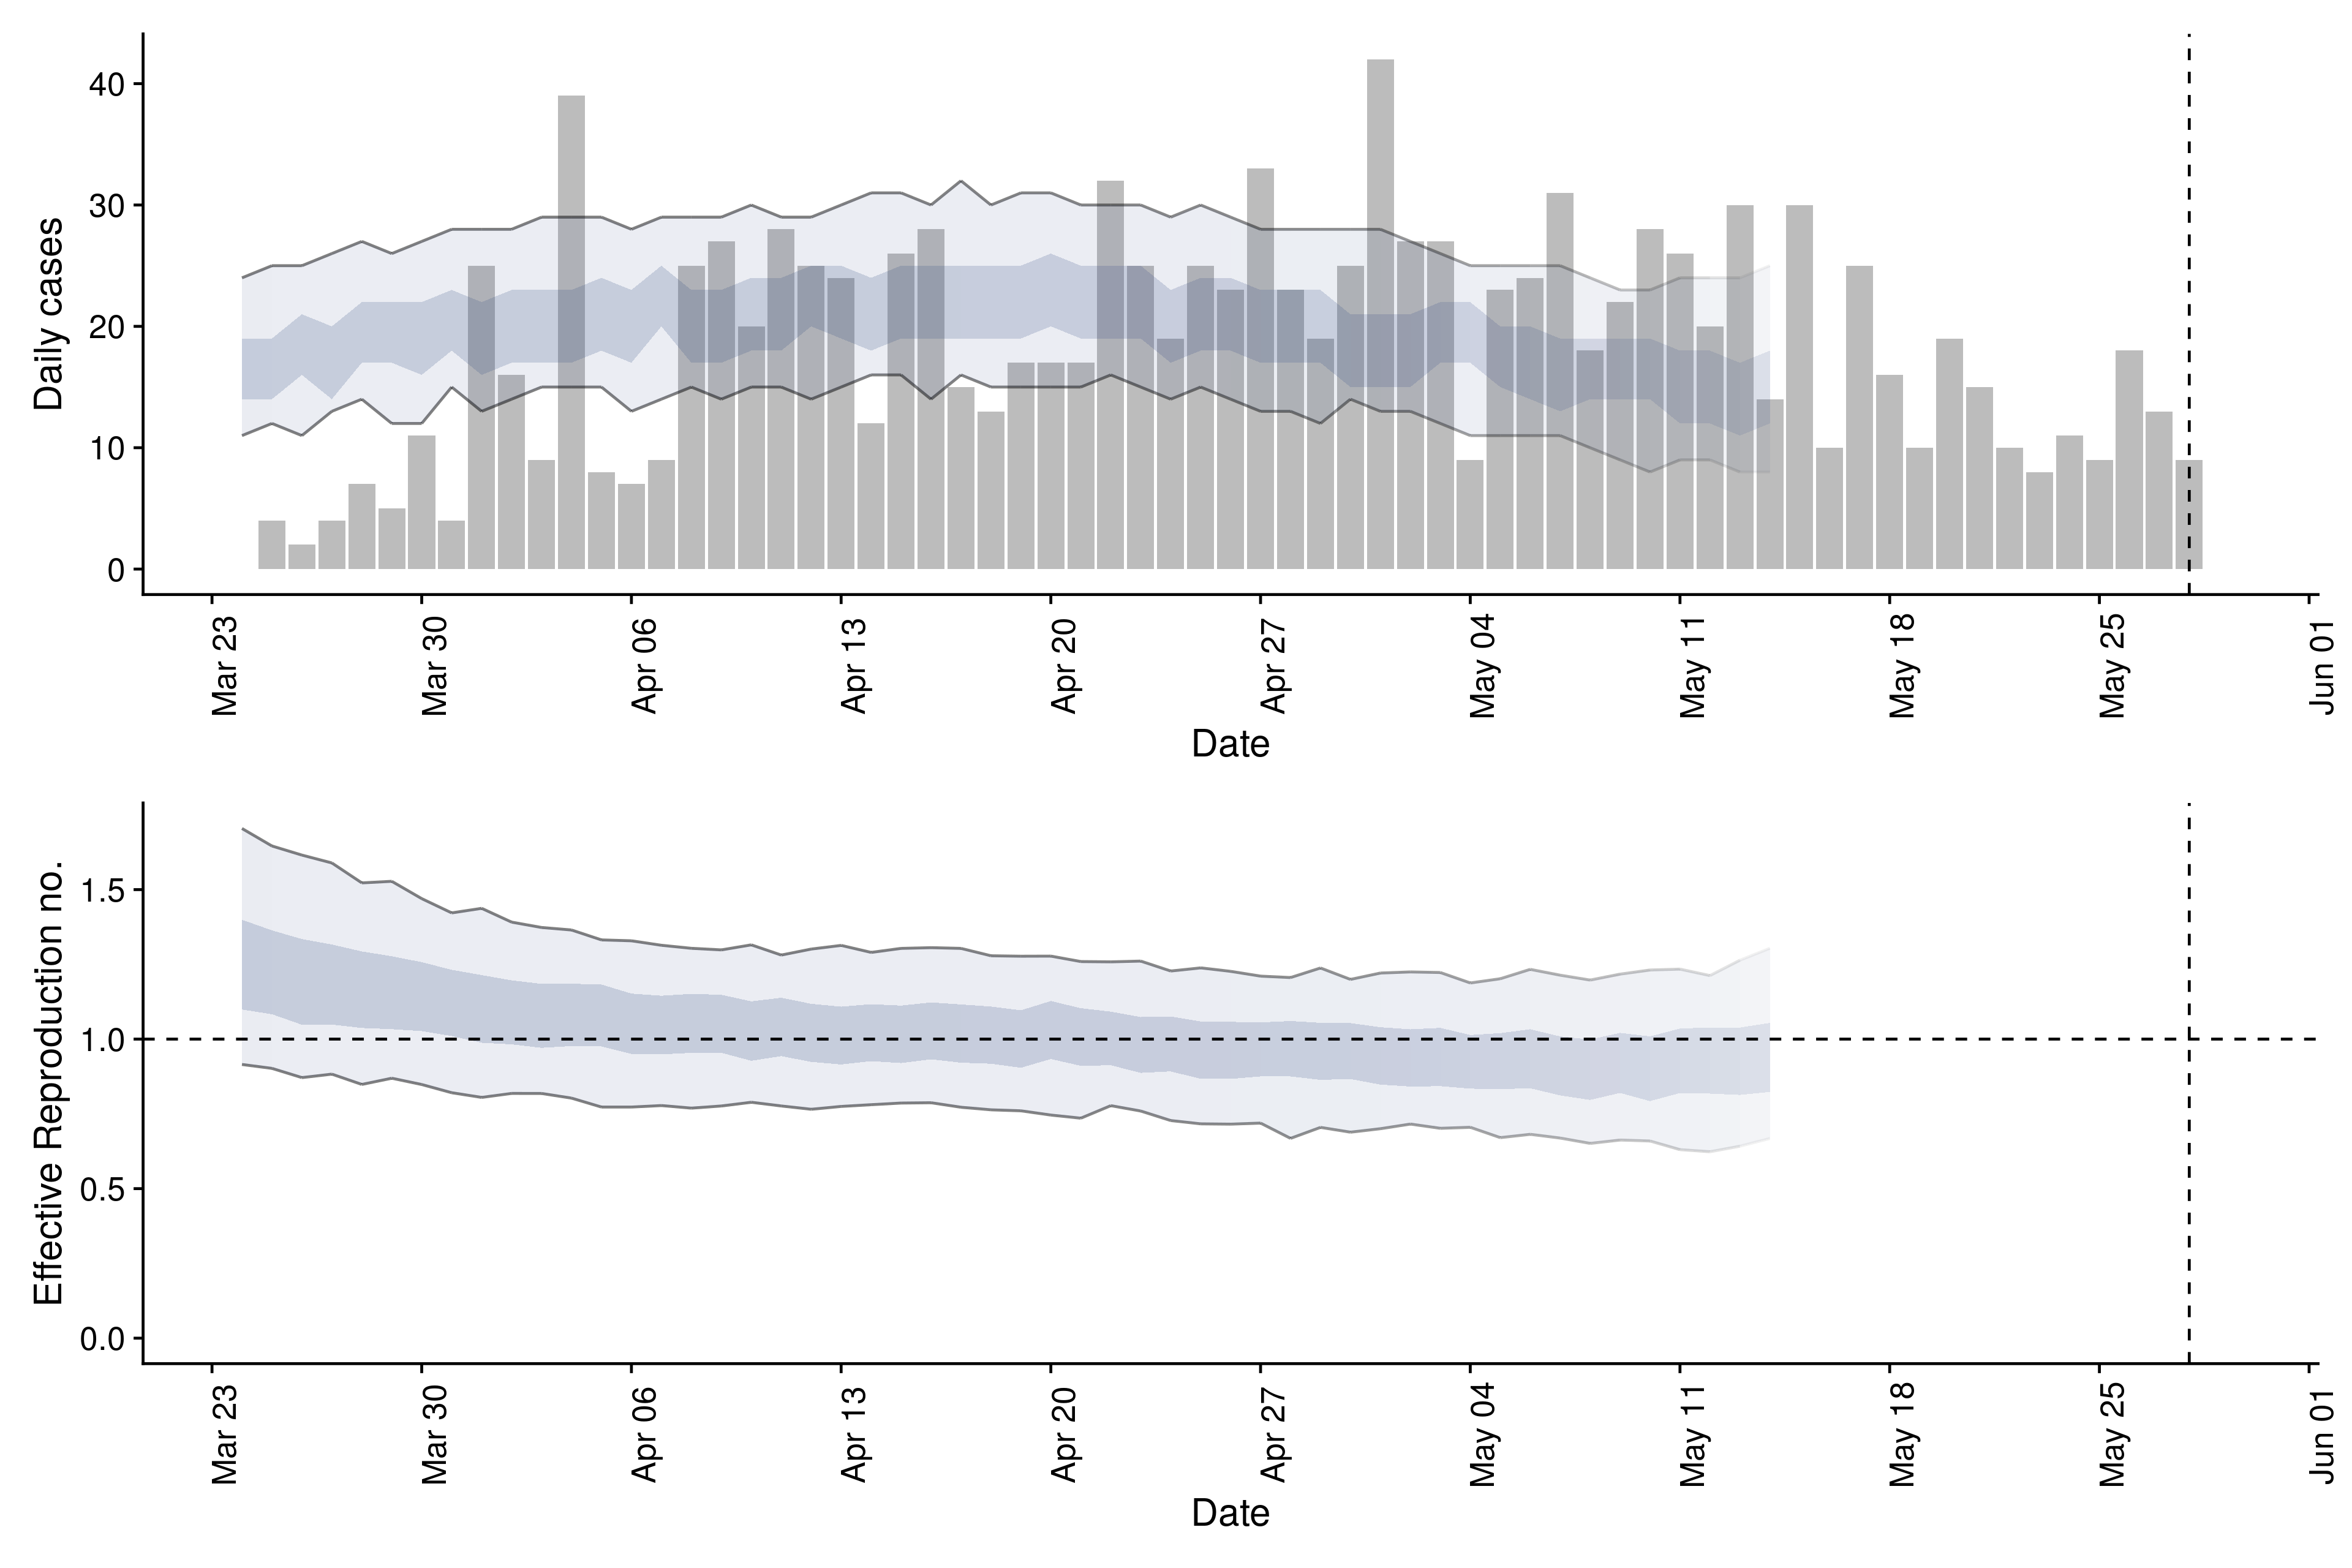 Daily cases
40
30
20
10
0
Mar 23
Mar 30
Apr 06
Apr 13
Apr 20
Apr 27
May 04
May 11
May 18
May 25
Jun 01
Date
Effective Reproduction no.
1.5
1.0
0.5
0.0
Mar 23
Mar 30
Apr 06
Apr 13
Apr 20
Apr 27
May 04
May 11
May 18
May 25
Jun 01
Date